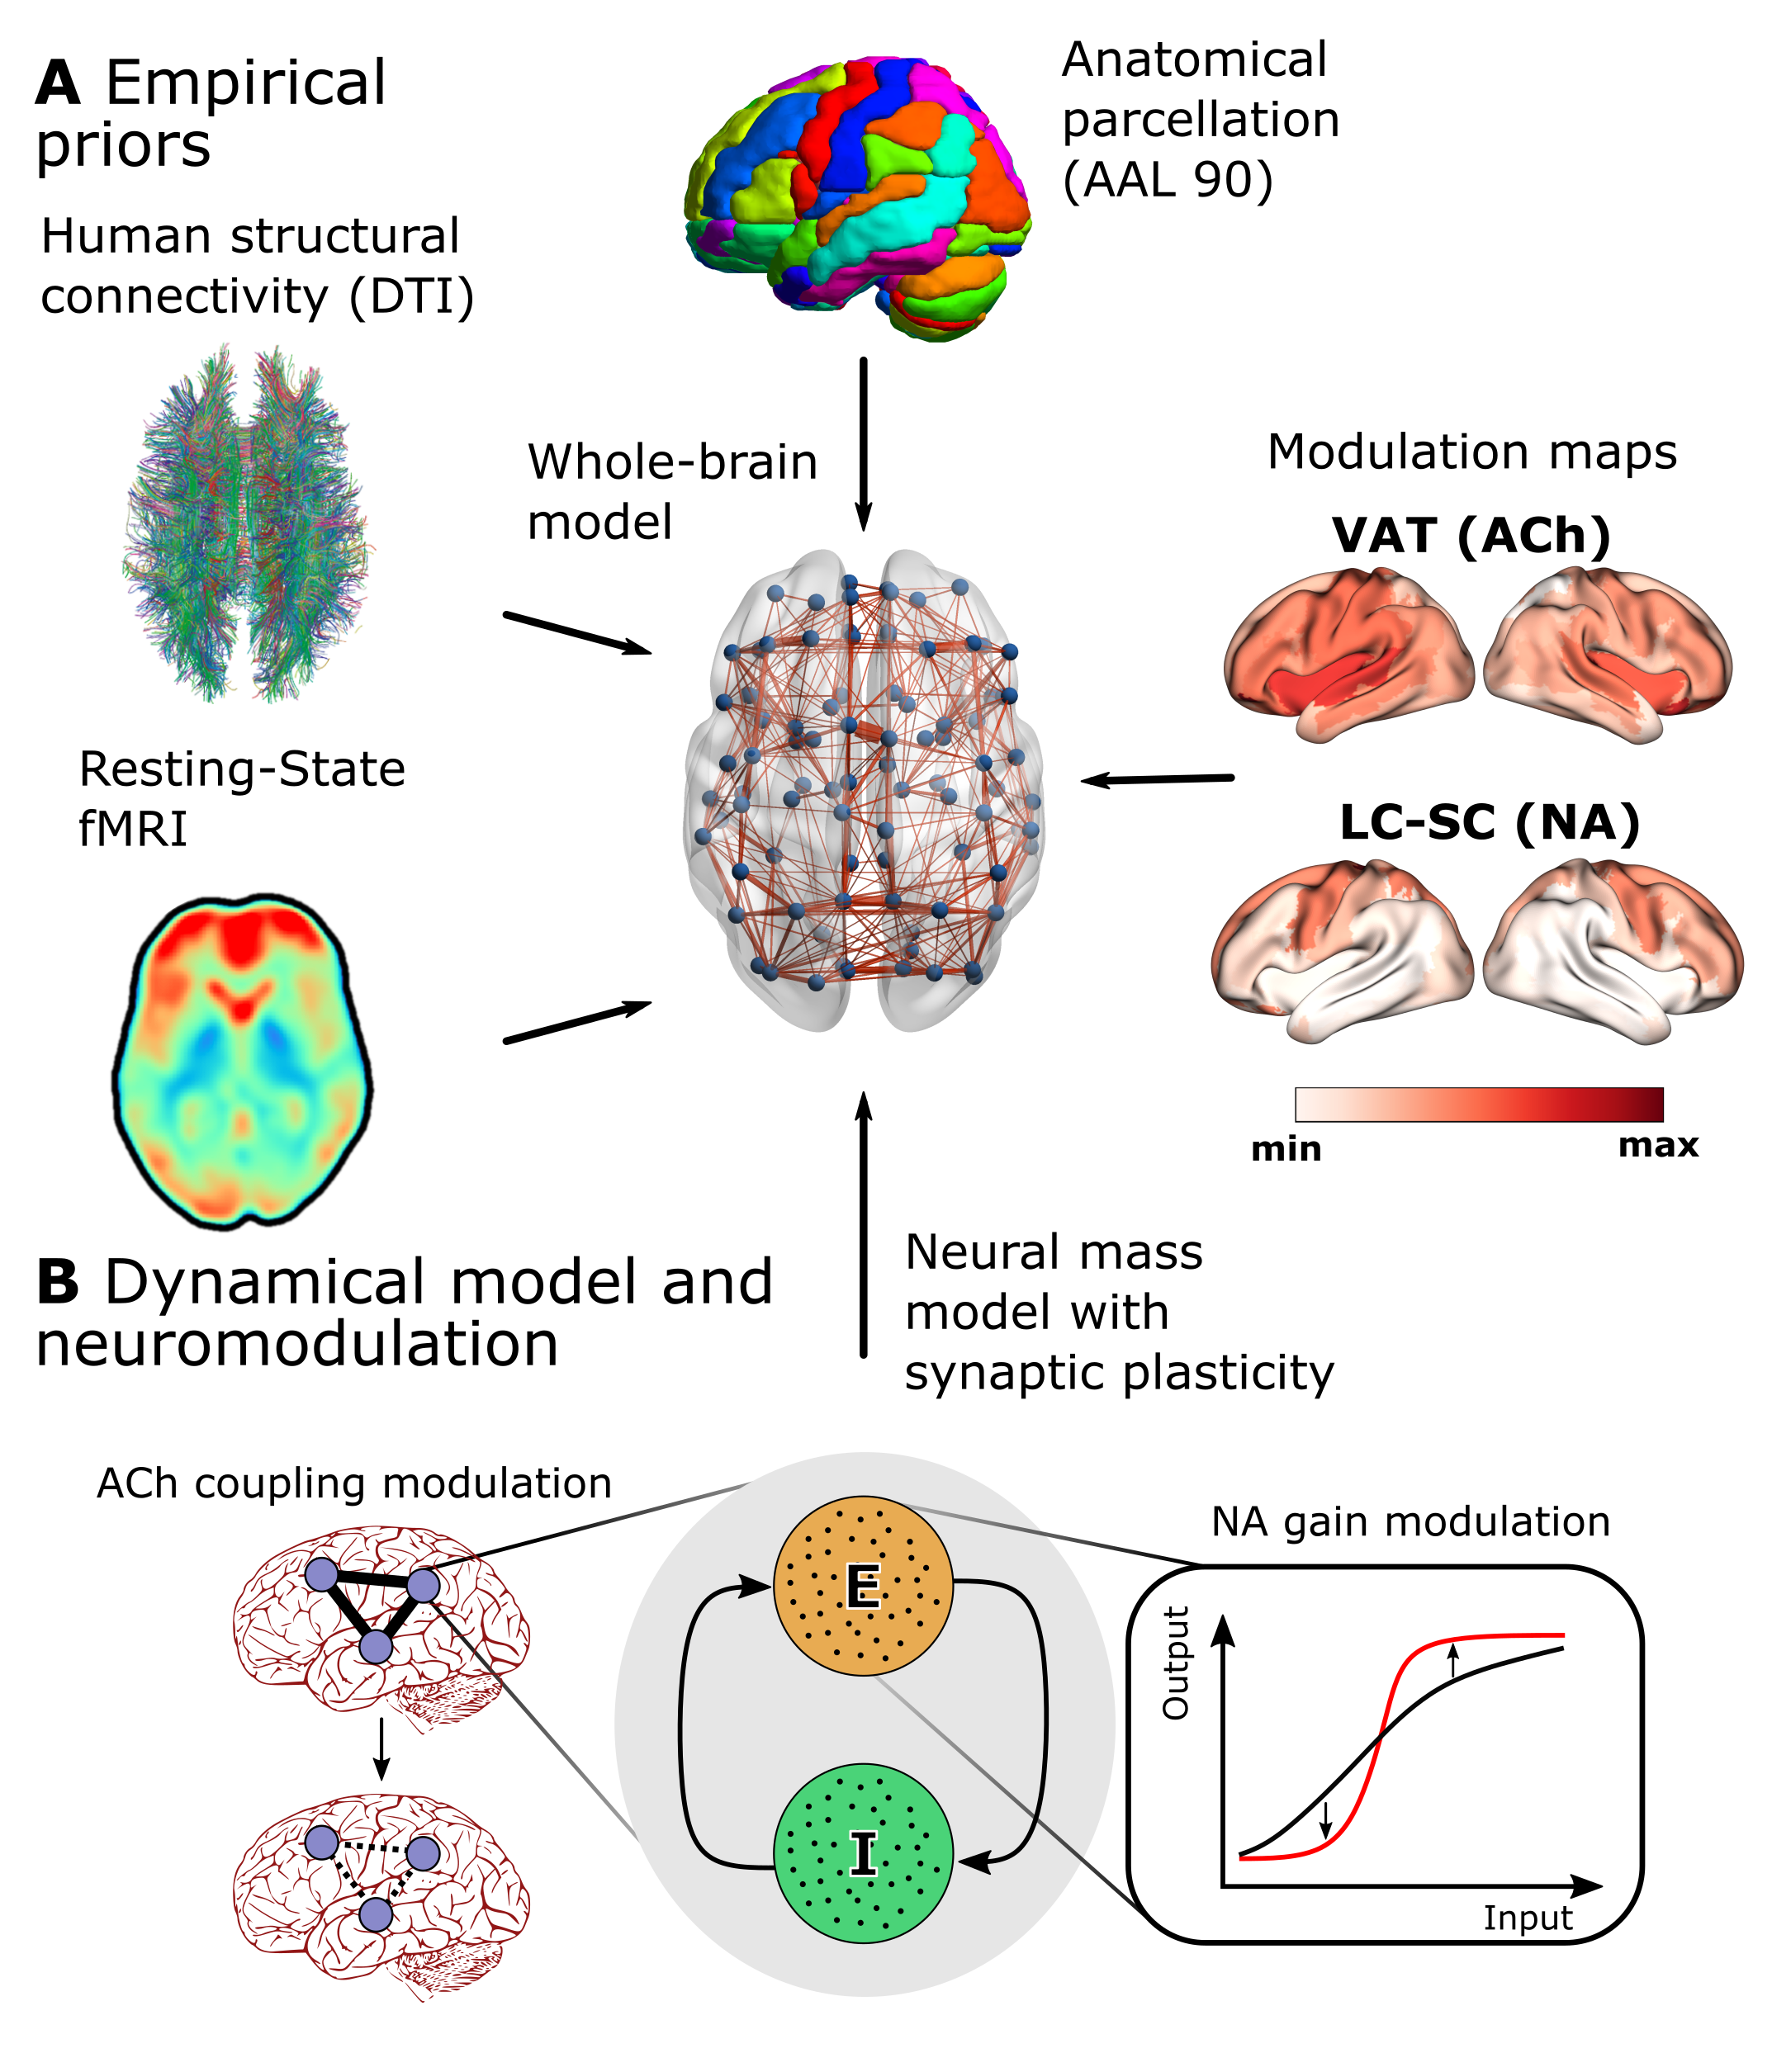 A Empirical
priors
Anatomical
parcellation
(AAL 90)
Human structural
connectivity (DTI)
Whole-brain
model
Modulation maps
VAT (ACh)
Resting-State
fMRI
LC-SC (NA)
min
max
B Dynamical model and
neuromodulation
Neural mass
model with
synaptic plasticity
ACh coupling modulation
E
I
NA gain modulation
Output
Input